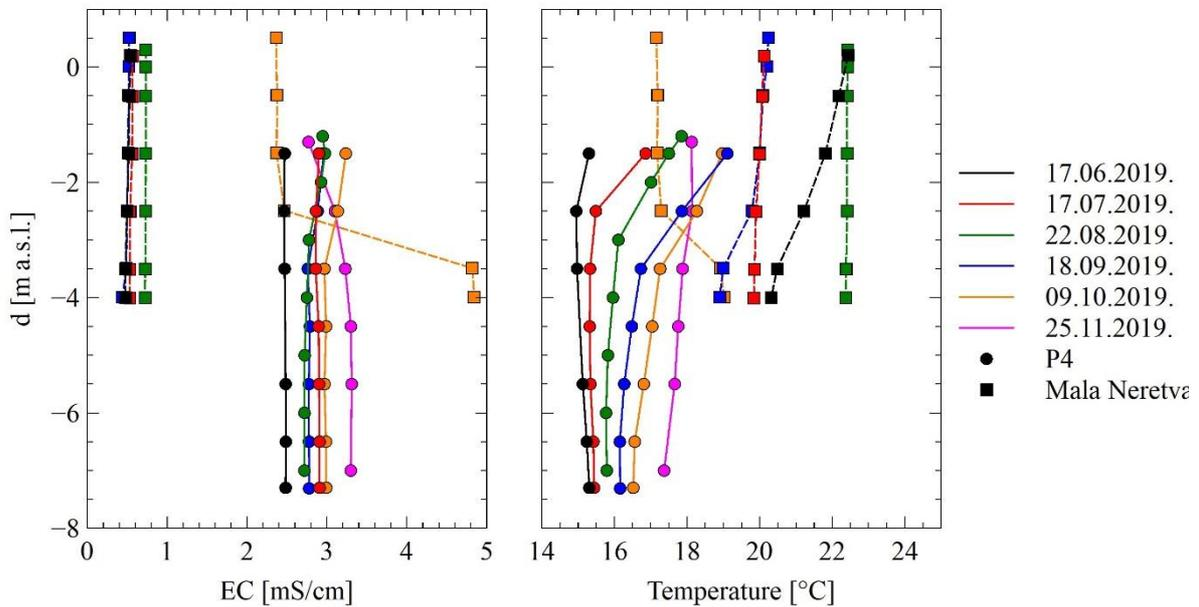 0
−2
−4
−6
−8
d [m a.s.l.]
0 1 2 3 4 5
EC [mS/cm]
14 16 18 20 22 24
Temperature [°C]
17.06.2019.
17.07.2019.
22.08.2019.
18.09.2019.
09.10.2019.
25.11.2019.
P4
Mala Neretva